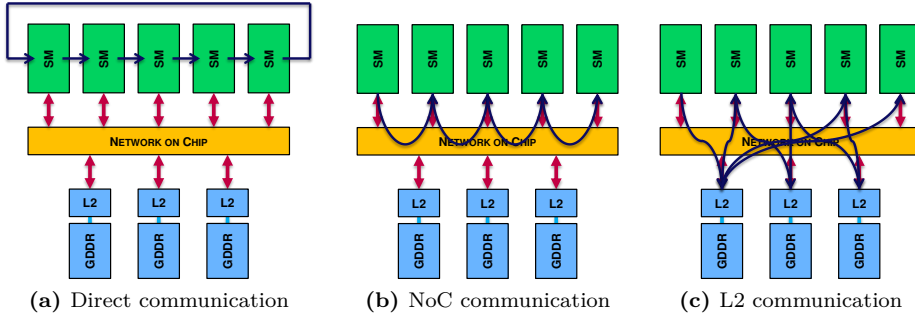 SM SM SM SM SM
NETWORK ON CHIP
L2 L2 L2
GDDR GDDR GDDR
(a) Direct communication
SM SM SM SM SM
NETWORK ON CHIP
L2 L2 L2
GDDR GDDR GDDR
(b) NoC communication
SM SM SM SM SM
NETWORK ON CHIP
L2 L2 L2
GDDR GDDR GDDR
(c) L2 communication